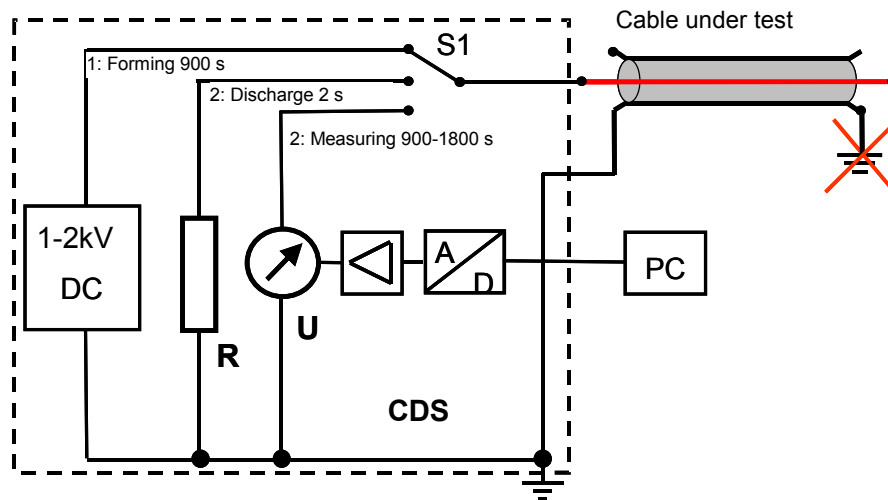 Cable under test
S1
1: Forming 900 s
2: Discharge 2 s
2: Measuring 900-1800 s
1-2kV
DC
A
D
PC
U
R
CDS